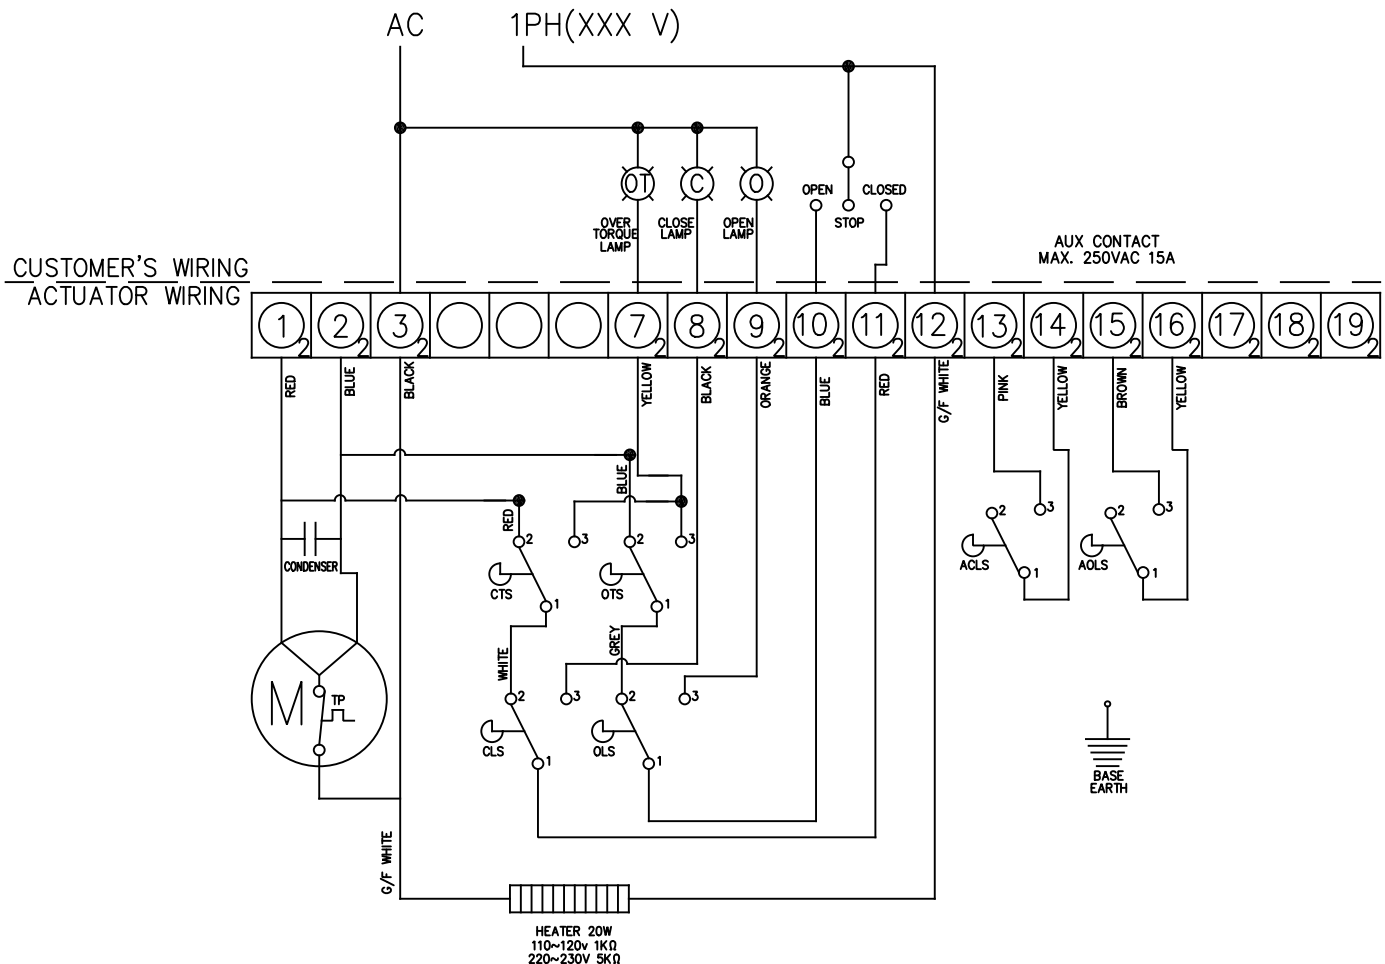 AC
1PH(XXX V)
OT
C
O
OPEN
CLOSED
STOP
OVER
TORQUE
LAMP
CLOSE
LAMP
OPEN
LAMP
AUX CONTACT
MAX. 250VAC 15A
CUSTOMER'S WIRING
ACTUATOR WIRING
1 2
2 2
3 2
7 2
8 2
9 2
10 2
11 2
12 2
13 2
14 2
15 2
16 2
17 2
18 2
19 2
RED
BLUE
BLACK
YELLOW
BLACK
ORANGE
BLUE
RED
G/F WHITE
PINK
YELLOW
BROWN
YELLOW
BLUE
RED
2
3
2
3
2
3
2
3
CONDENSER
CTS
1
OTS
1
ACLS
1
AOLS
1
WHITE
GREY
M
TP
2
3
2
3
CLS
1
OLS
1
BASE
EARTH
G/F WHITE
HEATER 20W
110~120v 1KΩ
220~230V 5KΩ